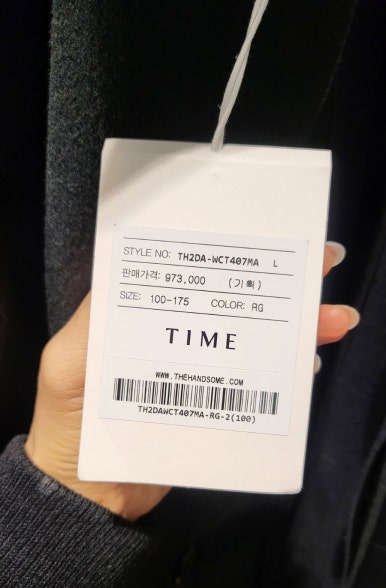 STYLE NO: TH2DA-WCT407MA L
판매가격: 973,000 (기획)
SIZE: 100-175 COLOR: RG
TIME
WWW.THEHANDSOME.COM
TH2DAWCT407MA-RG-2(100)